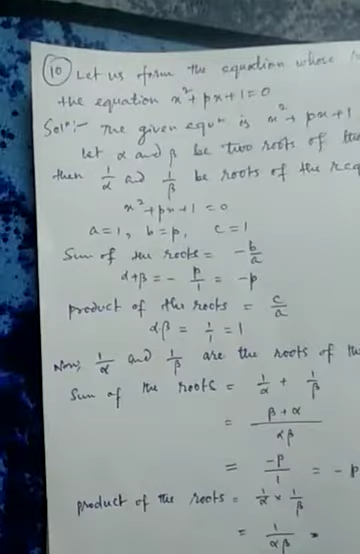 (10) Let us form the equation whose
the equation x² + px + 1 = 0
Solⁿ:- The given equⁿ is x² + px + 1
let α and β be two roots of the
then 1/α and 1/β be roots of the req
x² + px + 1 = 0
a = 1, b = p, c = 1
Sum of the roots = -b/a
α+β = - p/1 = -p
product of the roots = c/a
αβ = 1/1 = 1
Now, 1/α and 1/β are the roots of the
Sum of the roots = 1/α + 1/β
= β + α / αβ
= -p/1 = - p
product of the roots = 1/α × 1/β
= 1/αβ =